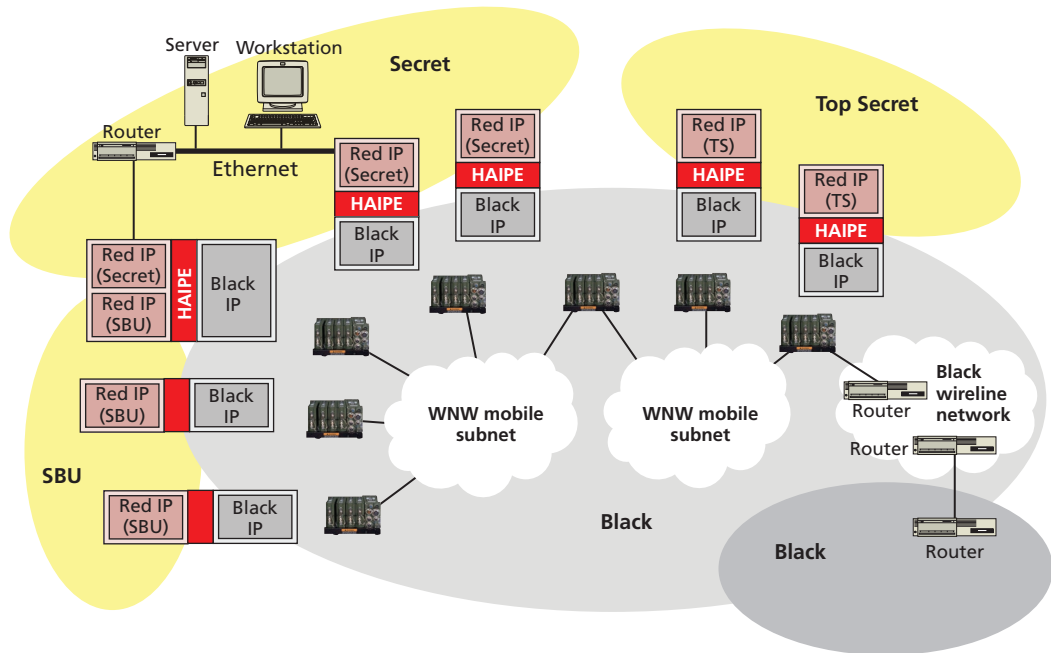 Server
Workstation
Secret
Top Secret
Router
Ethernet
Red IP
(Secret)
HAIPE
Black
IP
Red IP
(Secret)
HAIPE
Black
IP
Red IP
(TS)
HAIPE
Black
IP
Red IP
(TS)
HAIPE
Black
IP
Red IP
(Secret)
Red IP
(SBU)
HAIPE
Black
IP
Red IP
(SBU)
Black
IP
SBU
Red IP
(SBU)
Black
IP
WNW mobile
subnet
WNW mobile
subnet
Black
wireline
network
Router
Router
Black
Black
Router